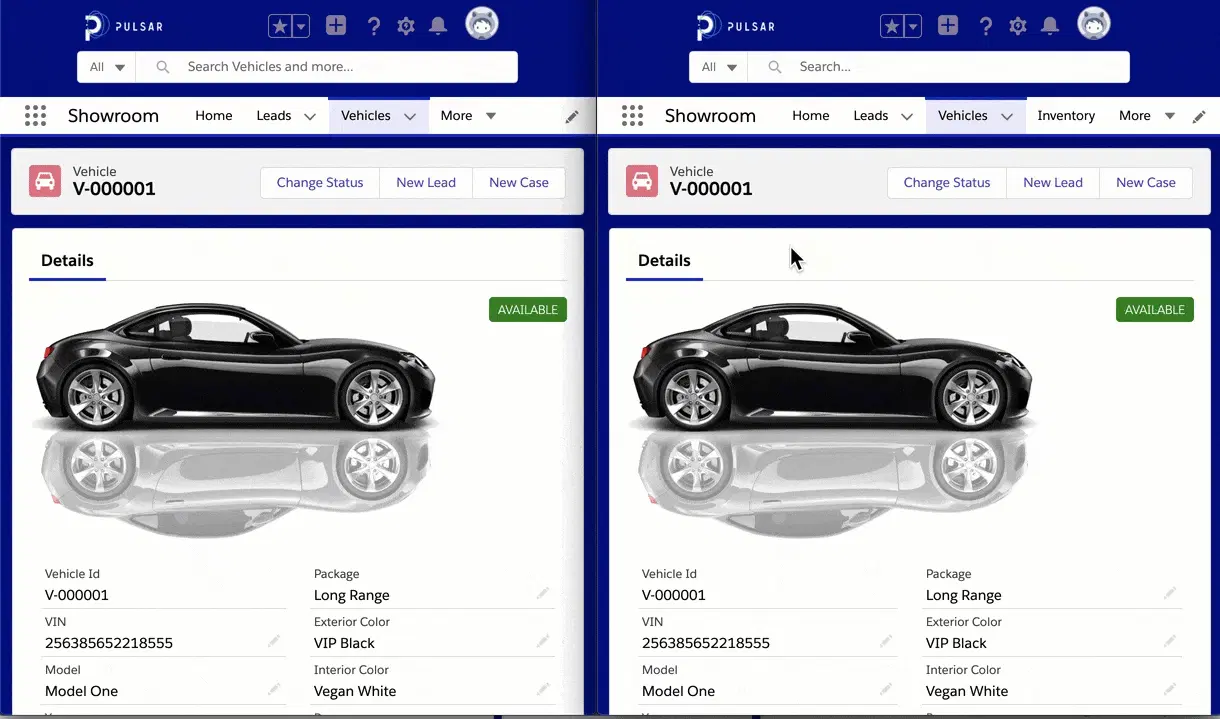 PULSAR
All
Search Vehicles and more...
Showroom
Home
Leads
Vehicles
More
Vehicle
V-000001
Change Status
New Lead
New Case
Details
AVAILABLE
Vehicle Id
V-000001
Package
Long Range
VIN
256385652218555
Exterior Color
VIP Black
Model
Model One
Interior Color
Vegan White
PULSAR
All
Search...
Showroom
Home
Leads
Vehicles
Inventory
More
Vehicle
V-000001
Change Status
New Lead
New Case
Details
AVAILABLE
Vehicle Id
V-000001
Package
Long Range
VIN
256385652218555
Exterior Color
VIP Black
Model
Model One
Interior Color
Vegan White